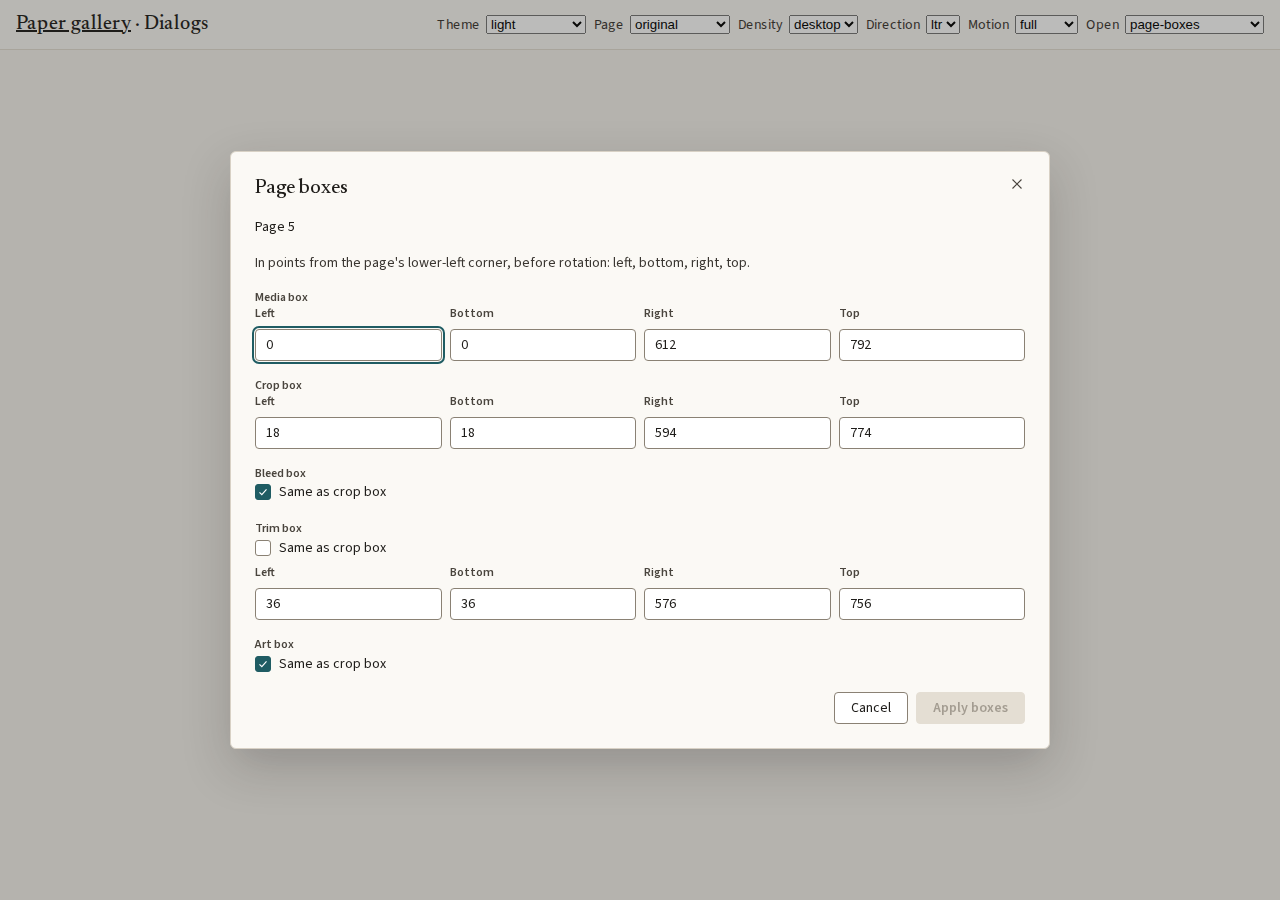 Paper gallery · Dialogs Theme light Page original Density desktop Direction ltr Motion full Open page-boxes
Page boxes
Page 5
In points from the page's lower-left corner, before rotation: left, bottom, right, top.
Media box
Left Bottom Right Top
0 0 612 792
Crop box
Left Bottom Right Top
18 18 594 774
Bleed box
Same as crop box
Trim box
Same as crop box
Left Bottom Right Top
36 36 576 756
Art box
Same as crop box
Cancel Apply boxes